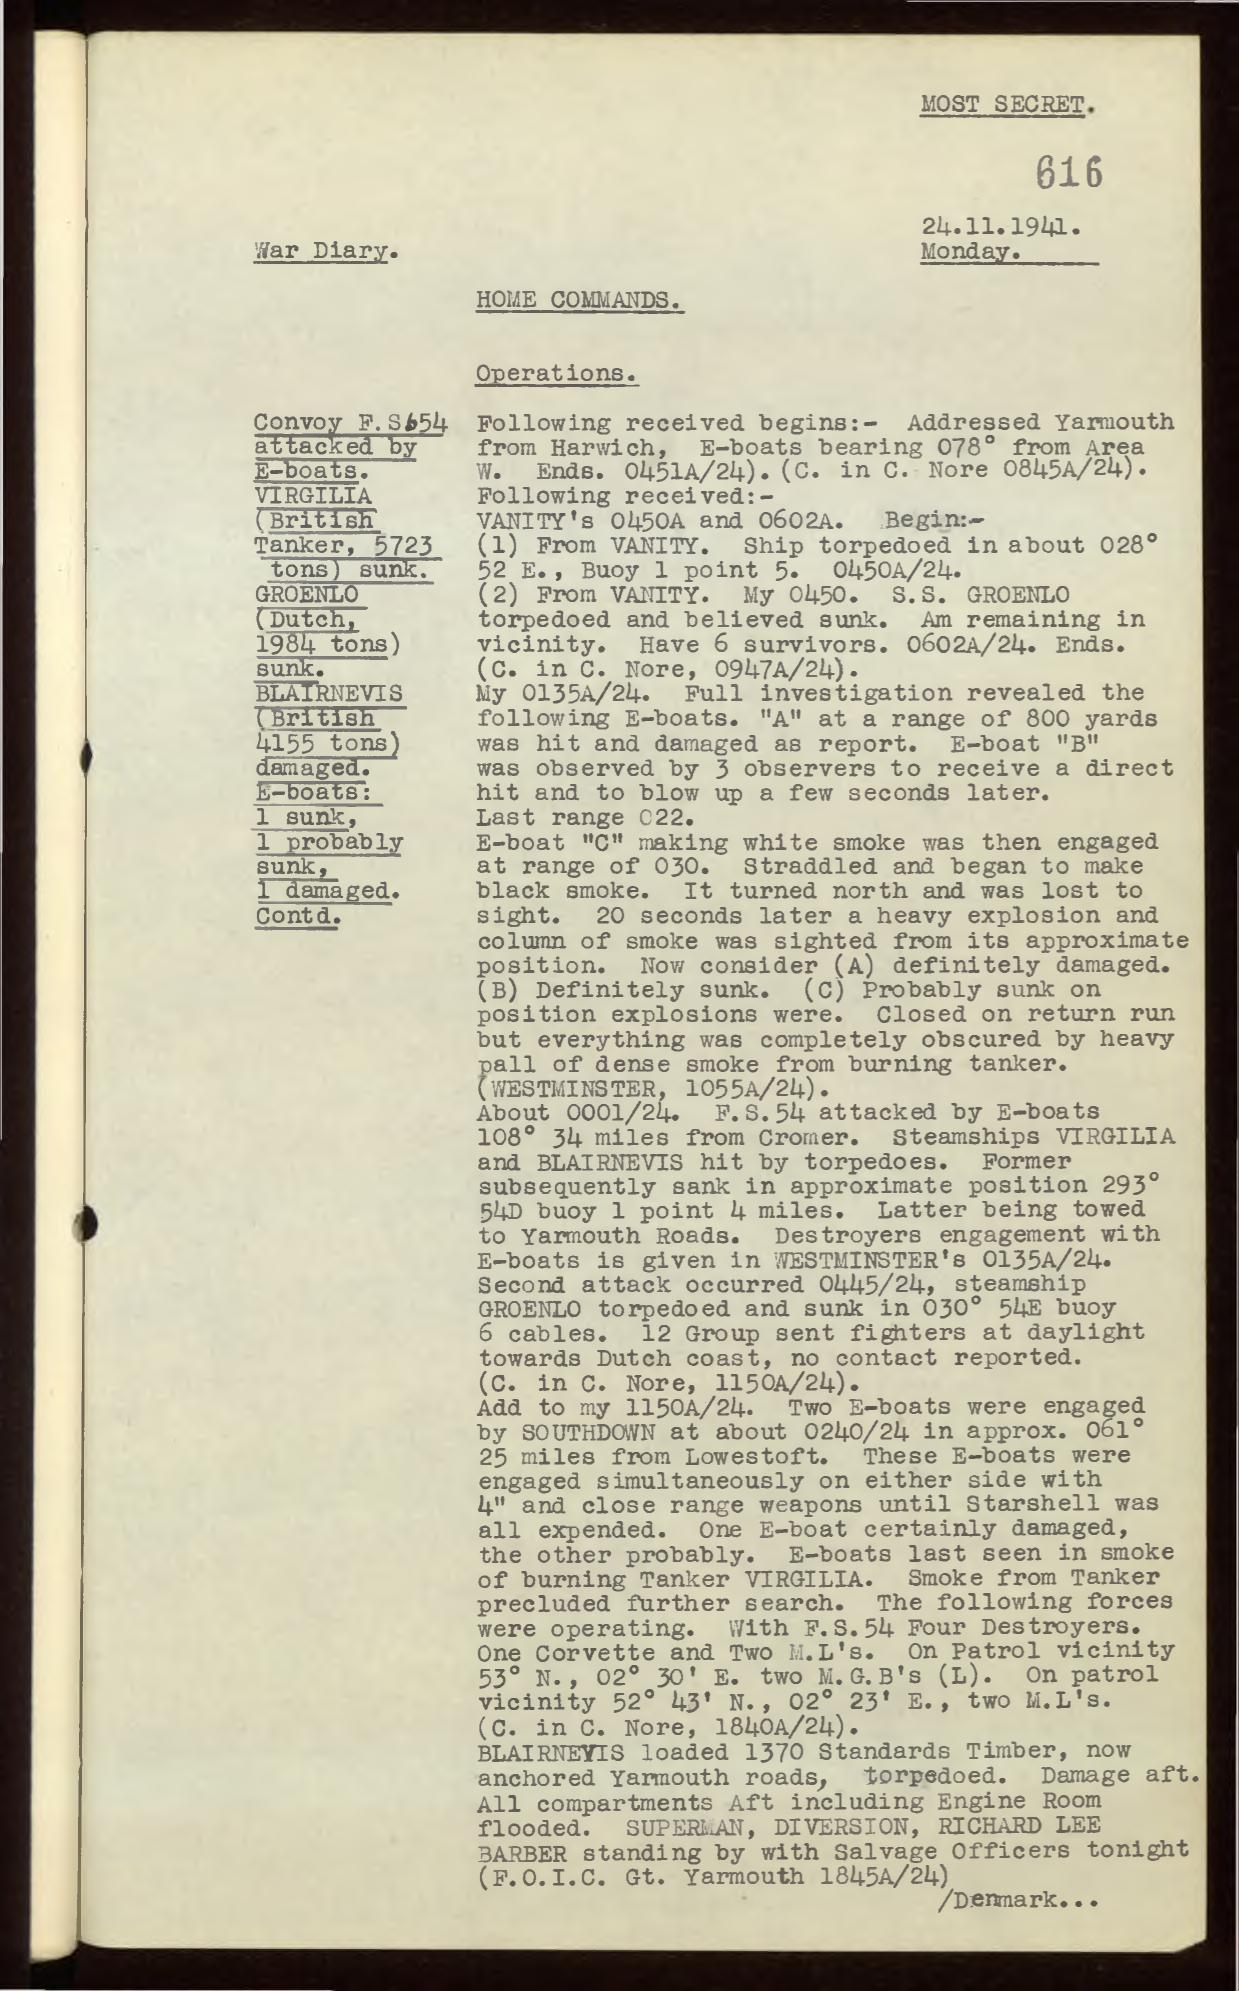 MOST SECRET.
616
24.11.1941.
War Diary.
Monday.
HOME COMMANDS.
Operations.
Convoy F.S.54
attacked by
E-boats.
VIRGILIA
(British
Tanker, 5723
tons) sunk.
GROENLO
(Dutch,
1984 tons)
sunk.
BLAIRNEVIS
(British
4155 tons)
damaged.
E-boats:
1 sunk,
1 probably
sunk,
1 damaged.
Contd.
Following received begins:- Addressed Yarmouth
from Harwich, E-boats bearing 078° from Area
W. Ends. 0451A/24). (C. in C. Nore 0845A/24).
Following received:-
VANITY's 0450A and 0602A. Begin:-
(1) From VANITY. Ship torpedoed in about 028°
52 E., Buoy 1 point 5. 0450A/24.
(2) From VANITY. My 0450. S.S. GROENLO
torpedoed and believed sunk. Am remaining in
vicinity. Have 6 survivors. 0602A/24. Ends.
(C. in C. Nore, 0947A/24).
My 0135A/24. Full investigation revealed the
following E-boats. "A" at a range of 800 yards
was hit and damaged as report. E-boat "B"
was observed by 3 observers to receive a direct
hit and to blow up a few seconds later.
Last range 022.
E-boat "C" making white smoke was then engaged
at range of 030. Straddled and began to make
black smoke. It turned north and was lost to
sight. 20 seconds later a heavy explosion and
column of smoke was sighted from its approximate
position. Now consider (A) definitely damaged.
(B) Definitely sunk. (C) Probably sunk on
position explosions were. Closed on return run
but everything was completely obscured by heavy
pall of dense smoke from burning tanker.
(WESTMINSTER, 1055A/24).
About 0001/24. F.S.54 attacked by E-boats
108° 34 miles from Cromer. Steamships VIRGILIA
and BLAIRNEVIS hit by torpedoes. Former
subsequently sank in approximate position 293°
54D buoy 1 point 4 miles. Latter being towed
to Yarmouth Roads. Destroyers engagement with
E-boats is given in WESTMINSTER's 0135A/24.
Second attack occurred 0445/24, steamship
GROENLO torpedoed and sunk in 030° 54E buoy
6 cables. 12 Group sent fighters at daylight
towards Dutch coast, no contact reported.
(C. in C. Nore, 1150A/24).
Add to my 1150A/24. Two E-boats were engaged
by SOUTHDOWN at about 0240/24 in approx. 061°
25 miles from Lowestoft. These E-boats were
engaged simultaneously on either side with
4" and close range weapons until Starshell was
all expended. One E-boat certainly damaged,
the other probably. E-boats last seen in smoke
of burning Tanker VIRGILIA. Smoke from Tanker
precluded further search. The following forces
were operating. With F.S.54 Four Destroyers.
One Corvette and Two M.L's. On Patrol vicinity
53° N., 02° 30' E. two M.G.B's (L). On patrol
vicinity 52° 43' N., 02° 23' E., two M.L's.
(C. in C. Nore, 1840A/24).
BLAIRNEVIS loaded 1370 Standards Timber, now
anchored Yarmouth roads, torpedoed. Damage aft.
All compartments Aft including Engine Room
flooded. SUPERMAN, DIVERSION, RICHARD LEE
BARBER standing by with Salvage Officers tonight
(F.O.I.C. Gt. Yarmouth 1845A/24)
/Denmark...